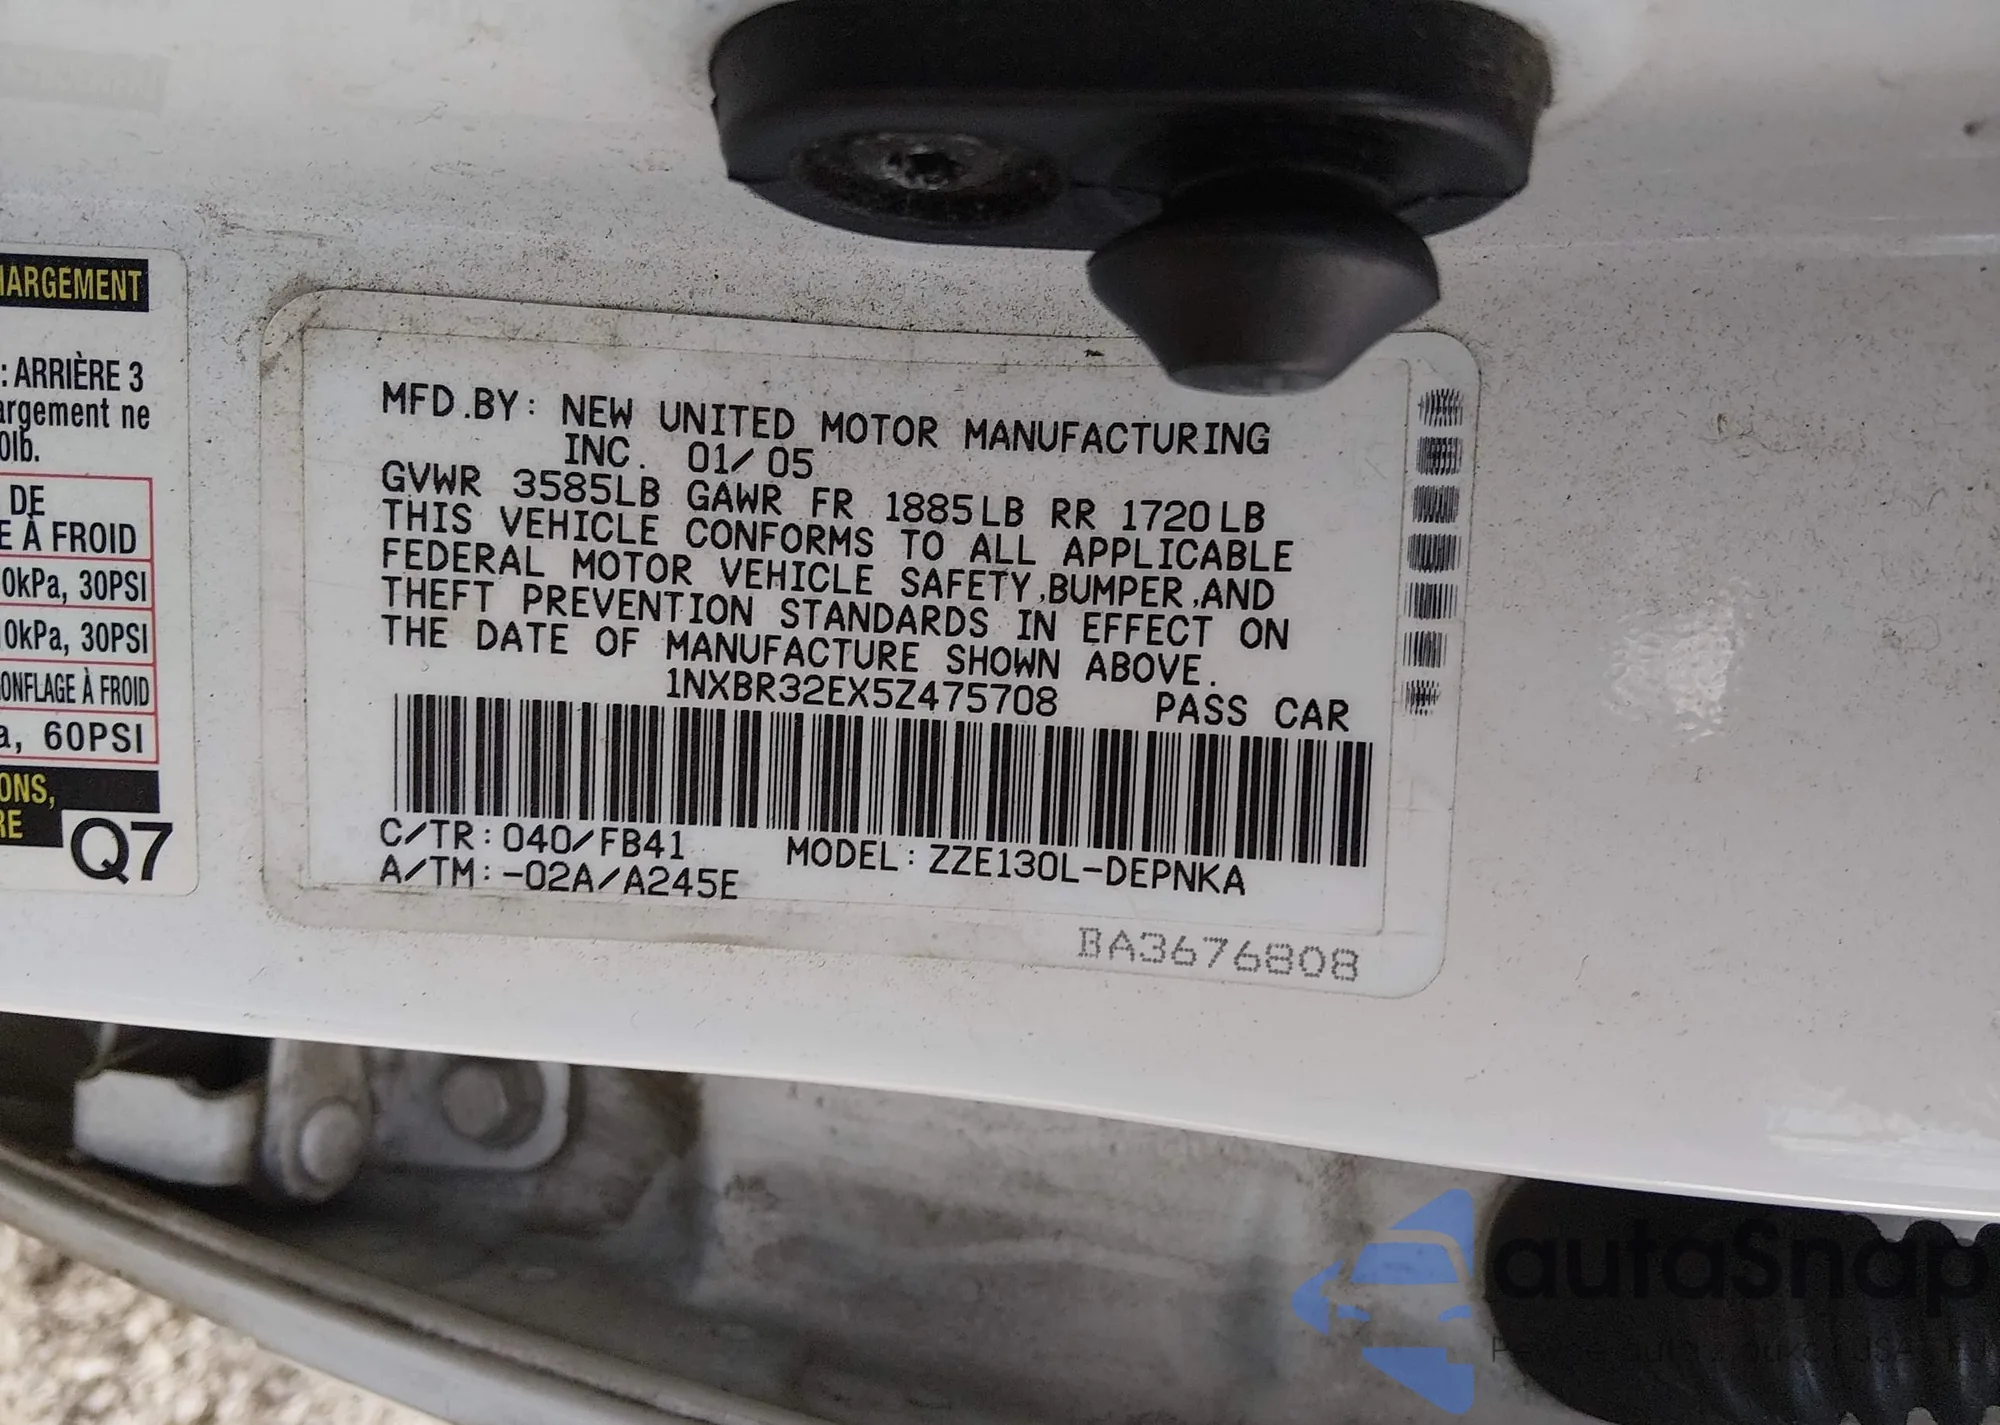 HARGEMENT
: ARRIÈRE 3
argement ne
0lb.
DE
E À FROID
0kPa, 30PSI
0kPa, 30PSI
ONFLAGE À FROID
a, 60PSI
ONS,
RE
Q7
MFD.BY: NEW UNITED MOTOR MANUFACTURING
INC. 01/05
GVWR 3585LB GAWR FR 1885LB RR 1720LB
THIS VEHICLE CONFORMS TO ALL APPLICABLE
FEDERAL MOTOR VEHICLE SAFETY,BUMPER,AND
THEFT PREVENTION STANDARDS IN EFFECT ON
THE DATE OF MANUFACTURE SHOWN ABOVE.
1NXBR32EX5Z475708 PASS CAR
C/TR:040/FB41 MODEL:ZZE130L-DEPNKA
A/TM:-02A/A245E
BA3676808
autoSnap